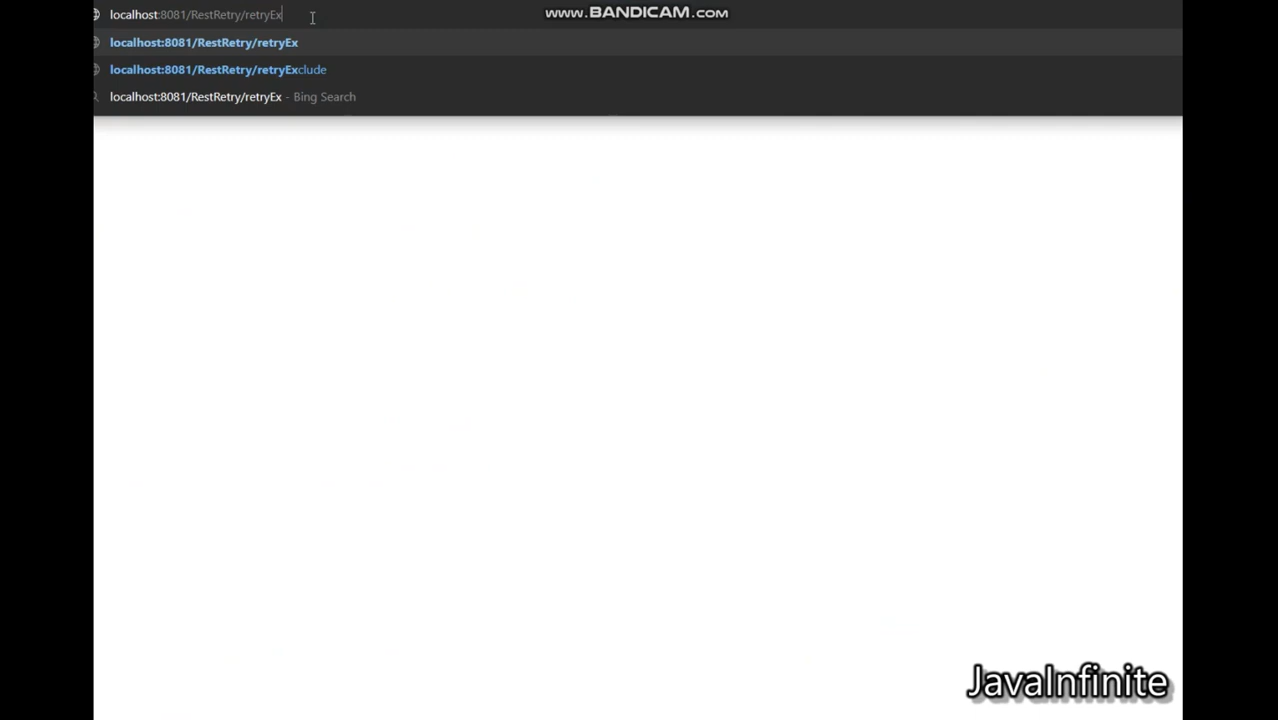 localhost:8081/RestRetry/retryEx
www.BANDICAM.com
localhost:8081/RestRetry/retryEx
localhost:8081/RestRetry/retryExclude
localhost:8081/RestRetry/retryEx - Bing Search
JavaInfinite